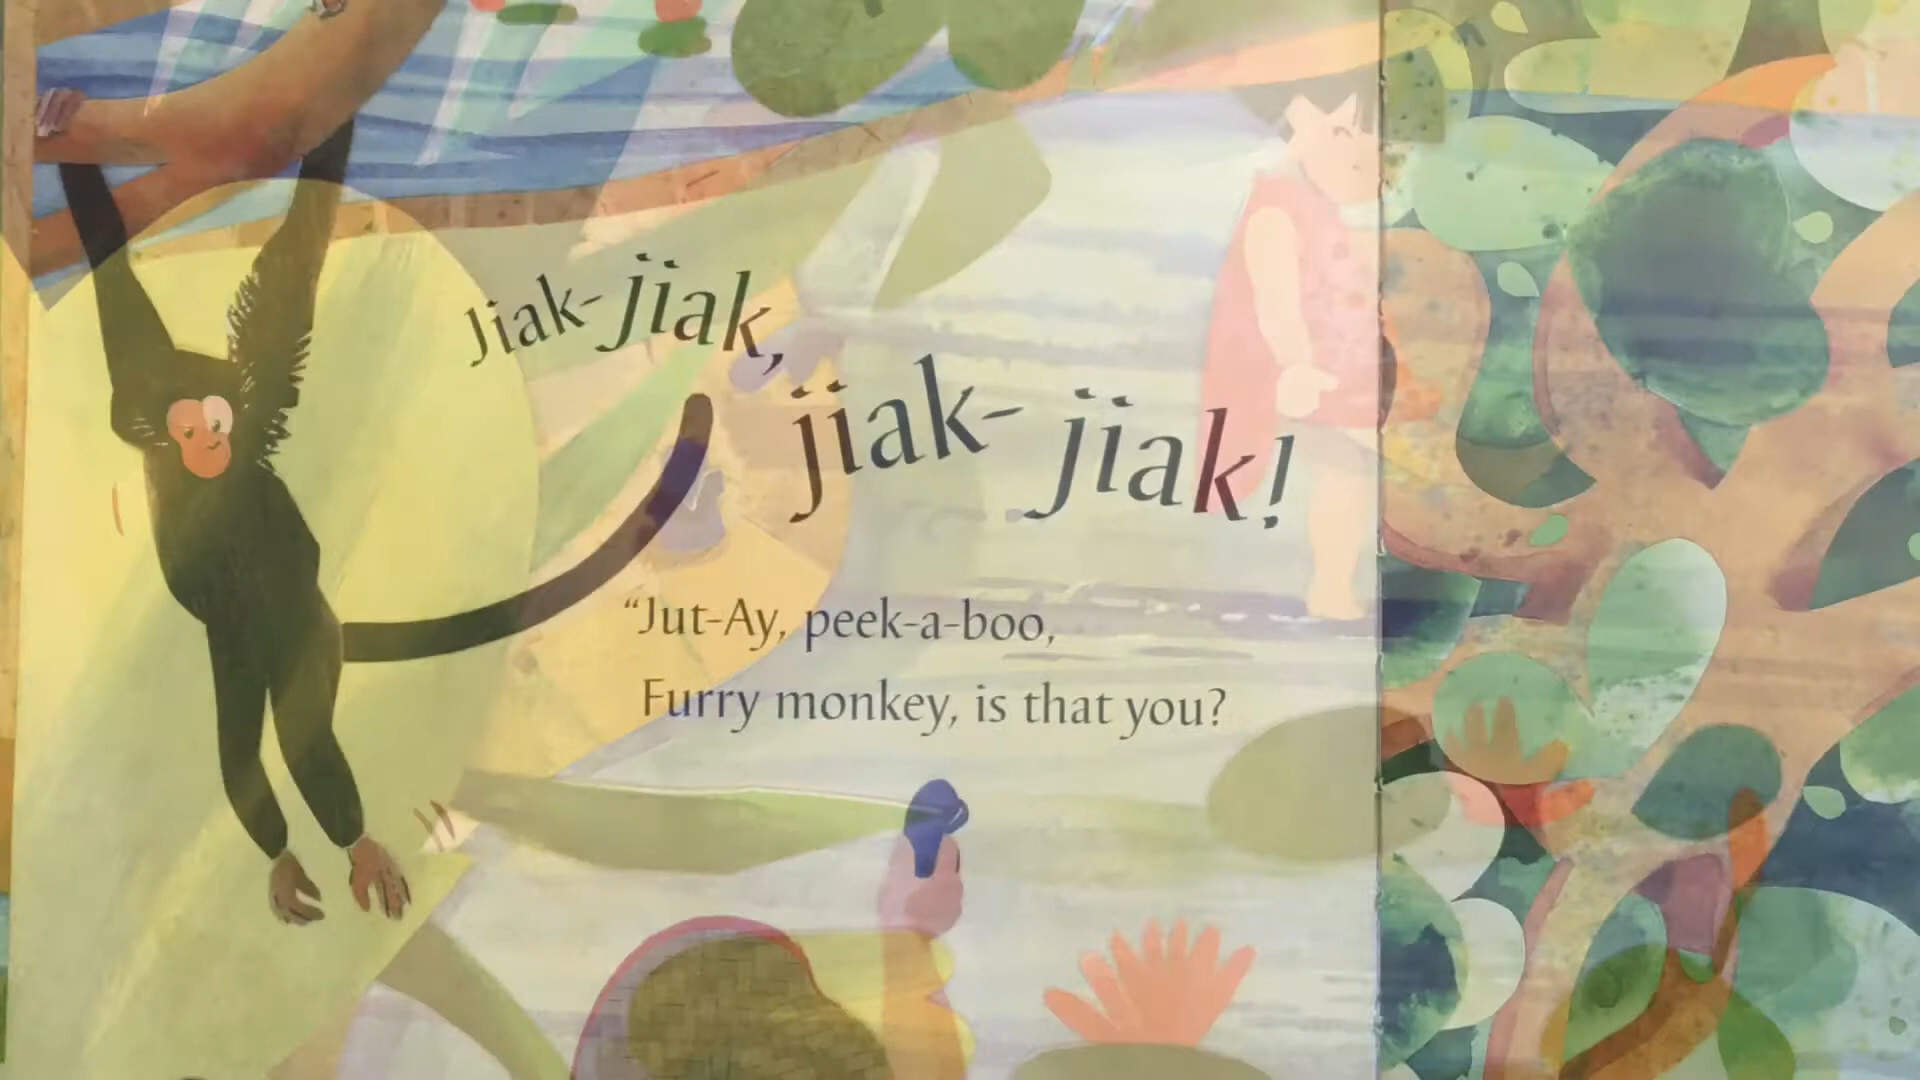 Jiak-jiak,
jiak-jiak!
“Jut-Ay, peek-a-boo,
Furry monkey, is that you?